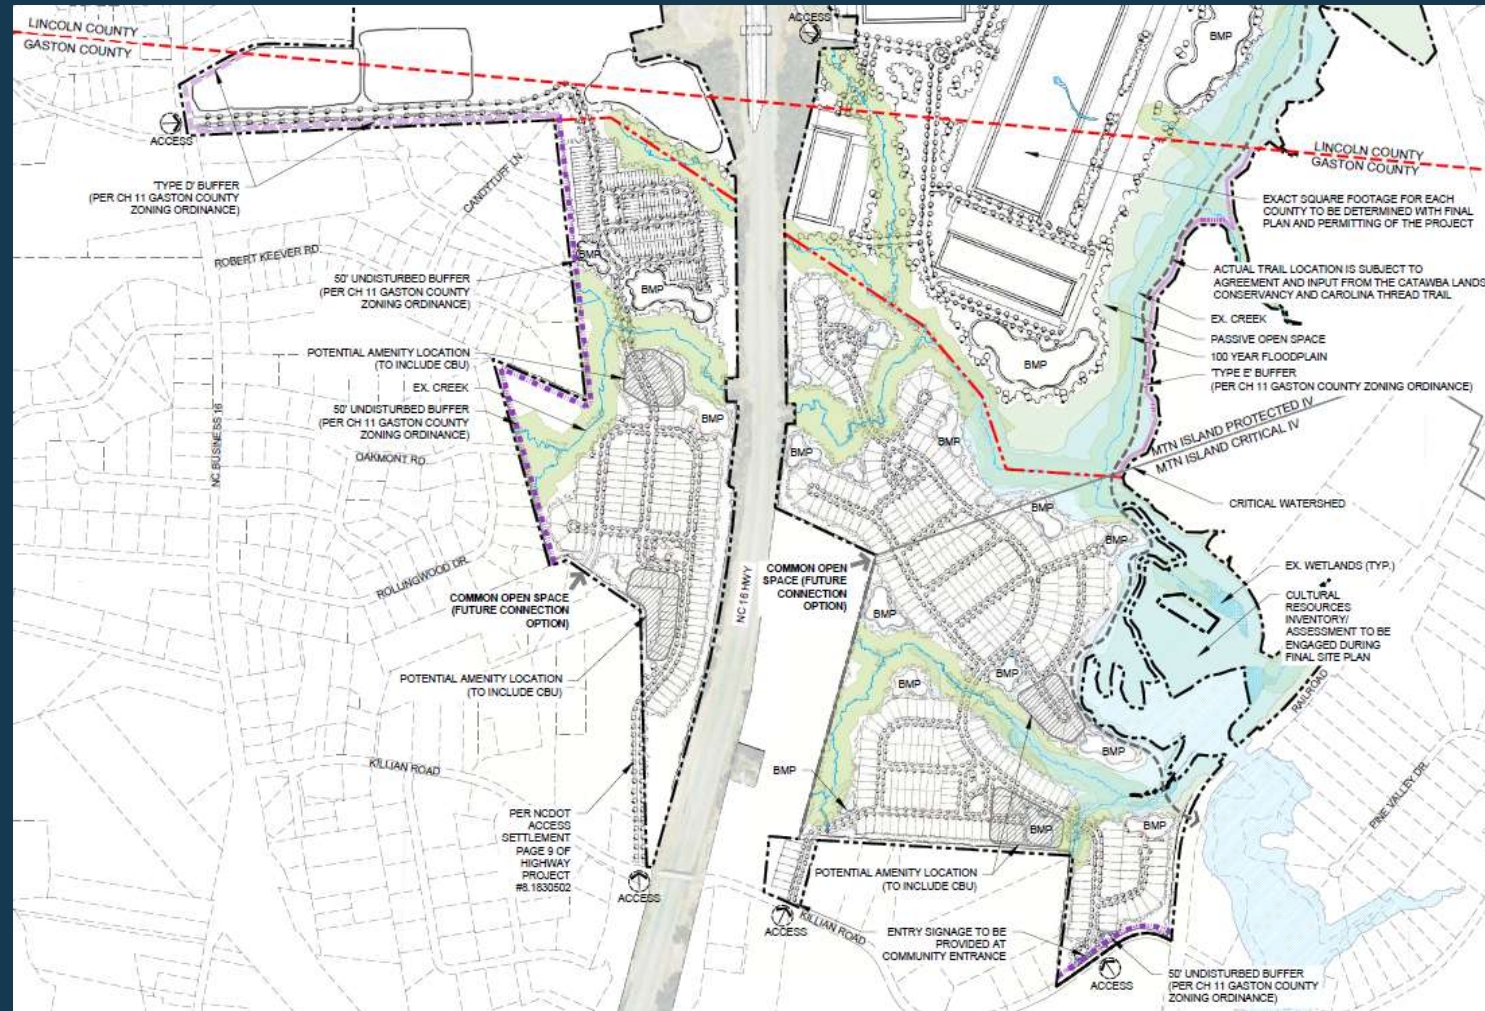 LINCOLN COUNTY
GASTON COUNTY
ACCESS
BMP
ACCESS
'TYPE D' BUFFER
(PER CH 11 GASTON COUNTY
ZONING ORDINANCE)
CANDYTUFF LN.
LINCOLN COUNTY
GASTON COUNTY
EXACT SQUARE FOOTAGE FOR EACH
COUNTY TO BE DETERMINED WITH FINAL
PLAN AND PERMITTING OF THE PROJECT
ROBERT KEEVER RD.
BMP
50' UNDISTURBED BUFFER
(PER CH 11 GASTON COUNTY
ZONING ORDINANCE)
BMP
ACTUAL TRAIL LOCATION IS SUBJECT TO
AGREEMENT AND INPUT FROM THE CATAWBA LANDS
CONSERVANCY AND CAROLINA THREAD TRAIL
EX. CREEK
PASSIVE OPEN SPACE
100 YEAR FLOODPLAIN
'TYPE E' BUFFER
(PER CH 11 GASTON COUNTY ZONING ORDINANCE)
POTENTIAL AMENITY LOCATION
(TO INCLUDE CBU)
BMP
EX. CREEK
50' UNDISTURBED BUFFER
(PER CH 11 GASTON COUNTY
ZONING ORDINANCE)
BMP
NC BUSINESS 16
OAKMONT RD.
BMP
BMP
MTN ISLAND PROTECTED IV
MTN ISLAND CRITICAL IV
CRITICAL WATERSHED
BMP
BMP
ROLLINGWOOD DR.
COMMON OPEN SPACE
(FUTURE CONNECTION
OPTION)
NC 16 HWY
COMMON OPEN
SPACE (FUTURE
CONNECTION
OPTION)
EX. WETLANDS (TYP.)
CULTURAL
RESOURCES
INVENTORY/
ASSESSMENT TO BE
ENGAGED DURING
FINAL SITE PLAN
BMP
POTENTIAL AMENITY LOCATION
(TO INCLUDE CBU)
BMP
BMP
RAILROAD
BMP
KILLIAN ROAD
BMP
PINE VALLEY DR.
PER NCDOT
ACCESS
SETTLEMENT
PAGE 9 OF
HIGHWAY
PROJECT
#8.1830502
BMP
BMP
ACCESS
POTENTIAL AMENITY LOCATION
(TO INCLUDE CBU)
ACCESS
KILLIAN ROAD
ENTRY SIGNAGE TO BE
PROVIDED AT
COMMUNITY ENTRANCE
ACCESS
50' UNDISTURBED BUFFER
(PER CH 11 GASTON COUNTY
ZONING ORDINANCE)